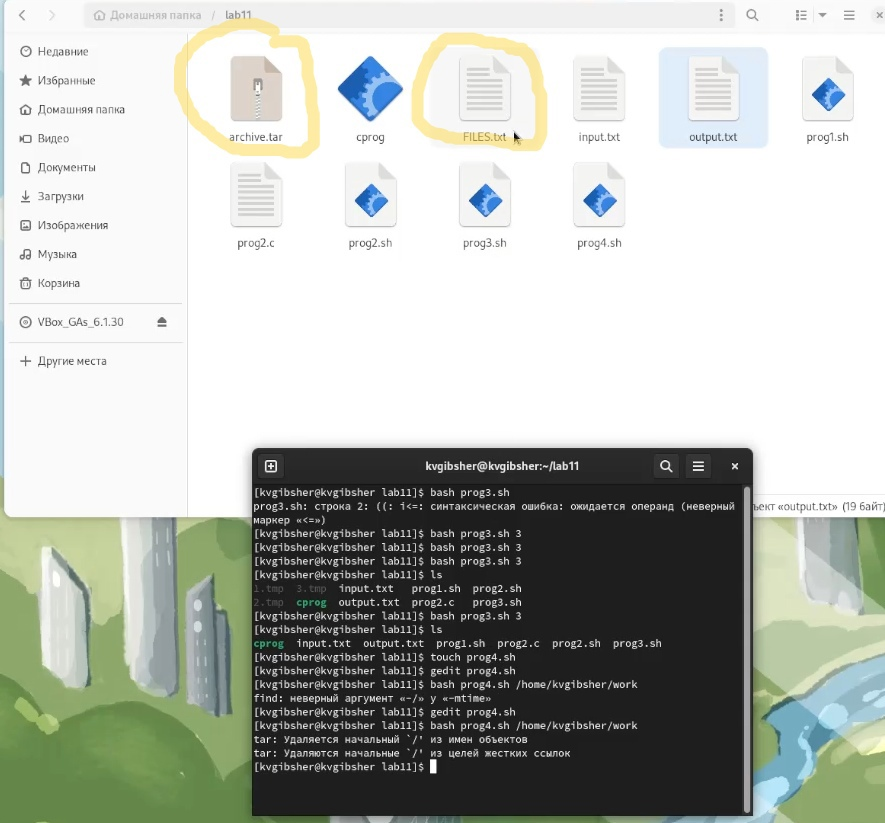 Домашняя папка / lab11
Недавние
Избранные
Домашняя папка
Видео
Документы
Загрузки
Изображения
Музыка
Корзина
VBox_GAs_6.1.30
Другие места
archive.tar
cprog
FILES.txt
input.txt
output.txt
prog1.sh
prog2.c
prog2.sh
prog3.sh
prog4.sh
ъект «output.txt» (19 байт)
kvgibsher@kvgibsher:~/lab11
[kvgibsher@kvgibsher lab11]$ bash prog3.sh
prog3.sh: строка 2: ((: i<=: синтаксическая ошибка: ожидается операнд (неверный
маркер «<=»)
[kvgibsher@kvgibsher lab11]$ bash prog3.sh 3
[kvgibsher@kvgibsher lab11]$ bash prog3.sh 3
[kvgibsher@kvgibsher lab11]$ bash prog3.sh 3
[kvgibsher@kvgibsher lab11]$ ls
1.tmp 3.tmp input.txt prog1.sh prog2.sh
2.tmp cprog output.txt prog2.c prog3.sh
[kvgibsher@kvgibsher lab11]$ bash prog3.sh 3
[kvgibsher@kvgibsher lab11]$ ls
cprog input.txt output.txt prog1.sh prog2.c prog2.sh prog3.sh
[kvgibsher@kvgibsher lab11]$ touch prog4.sh
[kvgibsher@kvgibsher lab11]$ gedit prog4.sh
[kvgibsher@kvgibsher lab11]$ bash prog4.sh /home/kvgibsher/work
find: неверный аргумент «-/» у «-mtime»
[kvgibsher@kvgibsher lab11]$ gedit prog4.sh
[kvgibsher@kvgibsher lab11]$ bash prog4.sh /home/kvgibsher/work
tar: Удаляется начальный `/' из имен объектов
tar: Удаляются начальные `/' из целей жестких ссылок
[kvgibsher@kvgibsher lab11]$